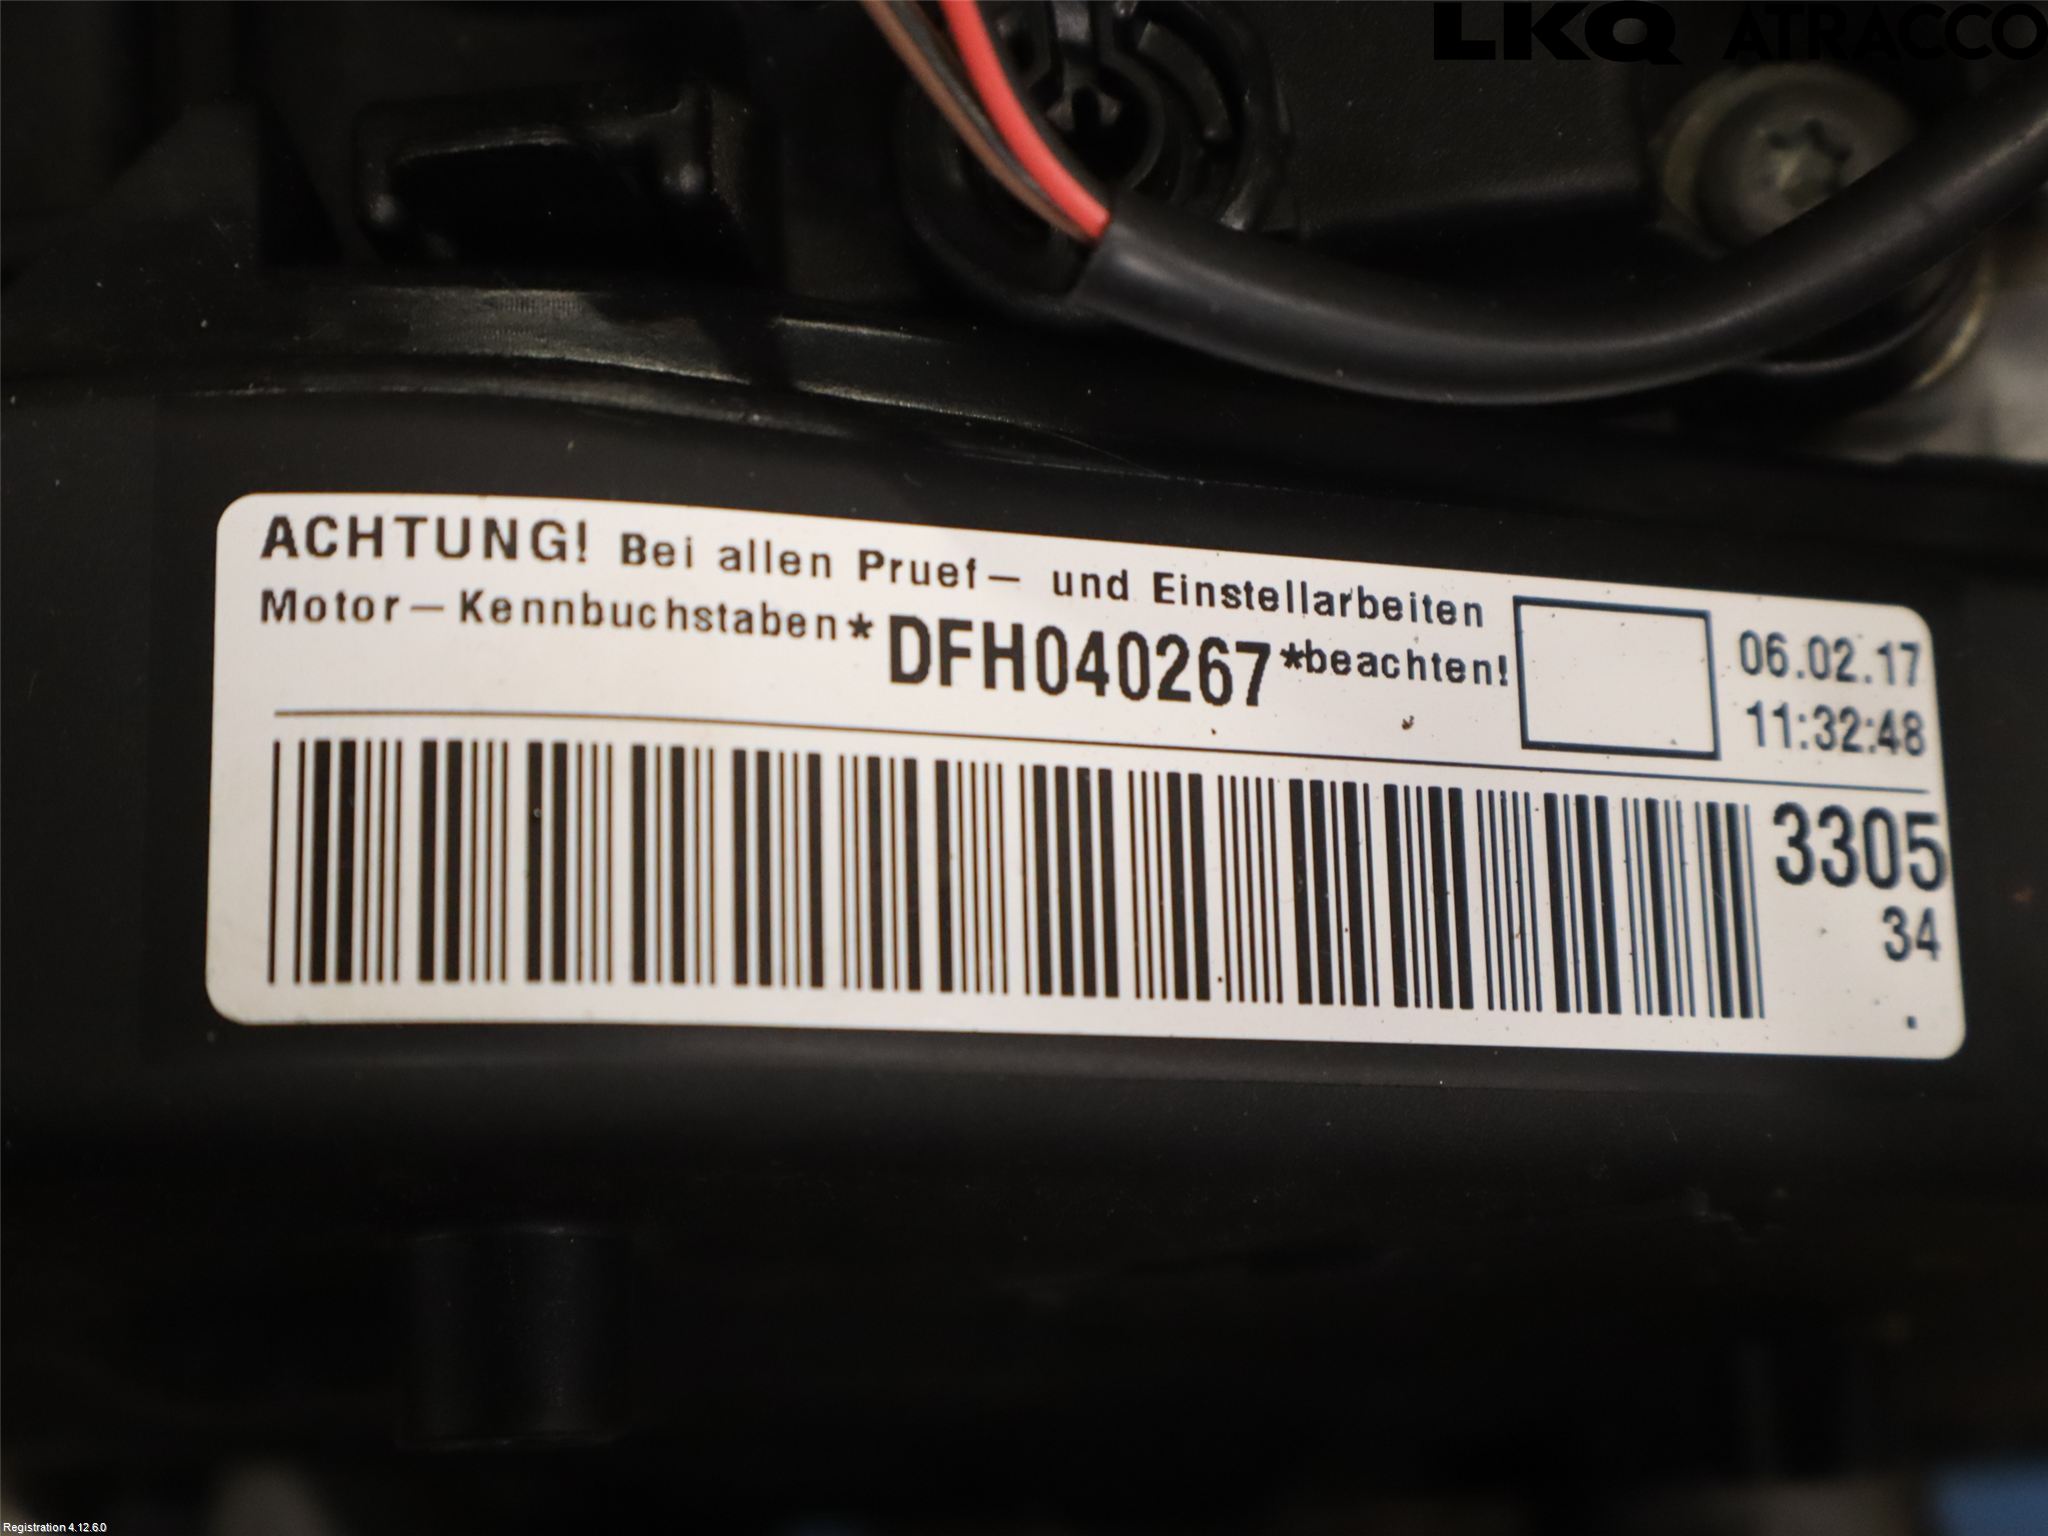 LKQ ATRACCO
ACHTUNG! Bei allen Pruef- und Einstellarbeiten
Motor-Kennbuchstaben*DFH040267*beachten!
06.02.17
11:32:48
3305
34
.
Registration 4.12.6.0